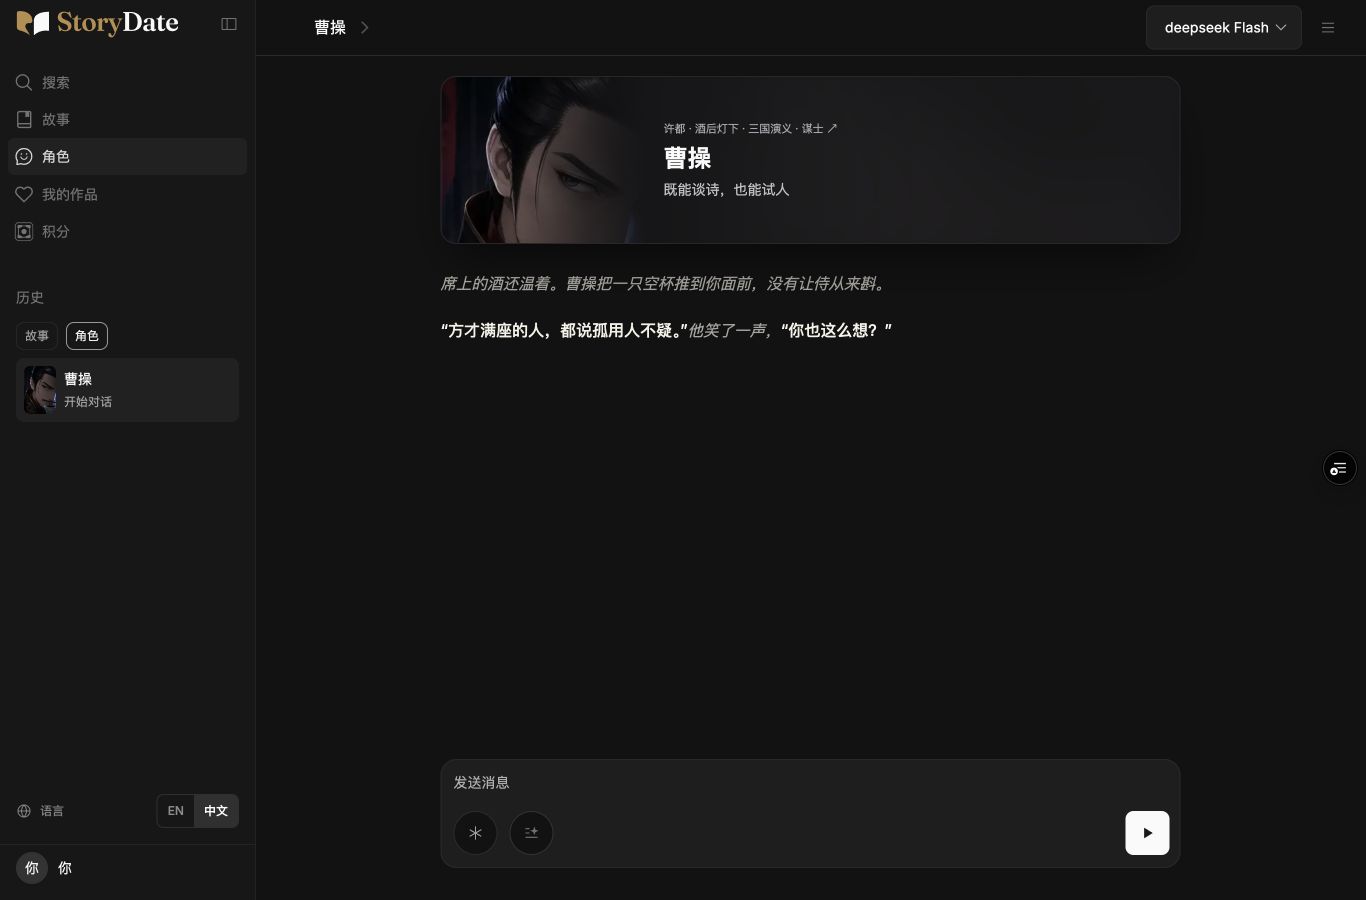 StoryDate
搜索
故事
角色
我的作品
积分
历史
故事 角色
曹操
开始对话
语言 EN 中文
你 你
曹操
deepseek Flash
许都 · 酒后灯下 · 三国演义 · 谋士 ↗
曹操
既能谈诗，也能试人
席上的酒还温着。曹操把一只空杯推到你面前，没有让侍从来斟。
“方才满座的人，都说孤用人不疑。”他笑了一声，“你也这么想？”
发送消息